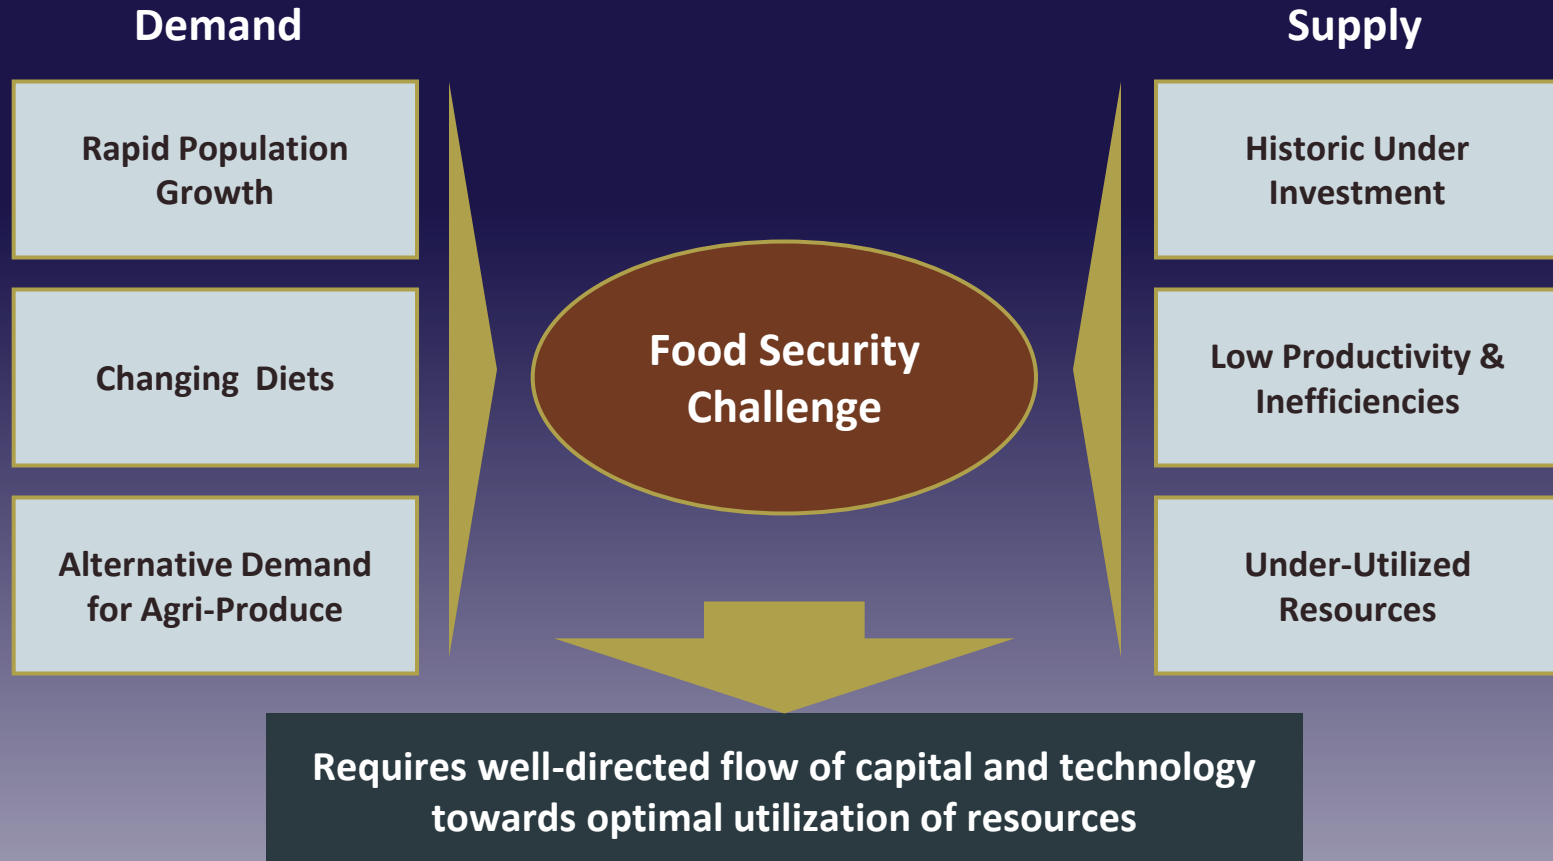 Demand
Rapid Population
Growth
Changing  Diets
Alternative Demand
for Agri-Produce
Food Security
Challenge
Supply
Historic Under
Investment
Low Productivity &
Inefficiencies
Under-Utilized
Resources
Requires well-directed flow of capital and technology
towards optimal utilization of resources